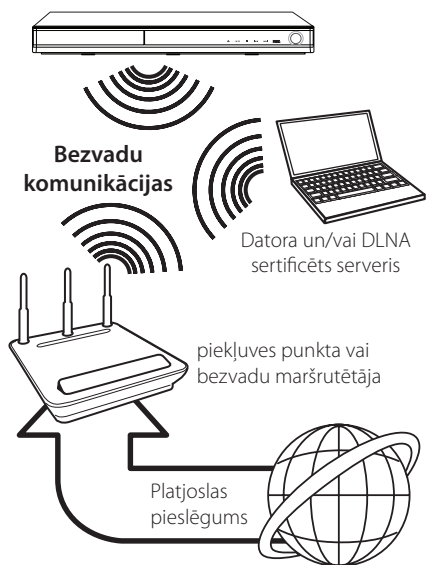 Bezvadu
komunikācijas
Datora un/vai DLNA
sertificēts serveris
piekļuves punkta vai
bezvadu maršrutētāja
Platjoslas
pieslēgums